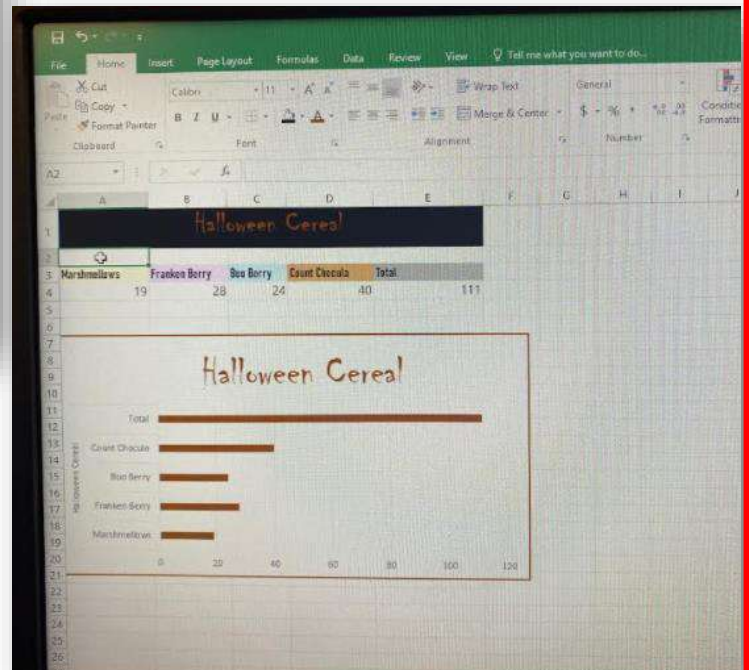 File Home Insert Page Layout Formulas Data Review View Tell me what you want to do...
Cut
Copy
Paste
Format Painter
Calibri 11 A A
Wrap Text
General
B I U A
Merge & Center
$ % ,
Clipboard Font Alignment Number
A2 fx
A B C D E F G H I J
1 Halloween Cereal
2
3 Marshmellows Franken Berry Boo Berry Count Chocula Total
4 19 28 24 40 111
5
6
7
8
9 Halloween Cereal
10
11 Total
12
13 Count Chocula
14
15 Boo Berry
16
17 Franken Berry
18
19 Marshmellows
20 0 20 40 60 80 100 120
21
22
23
24
25
26
Halloween Cereal